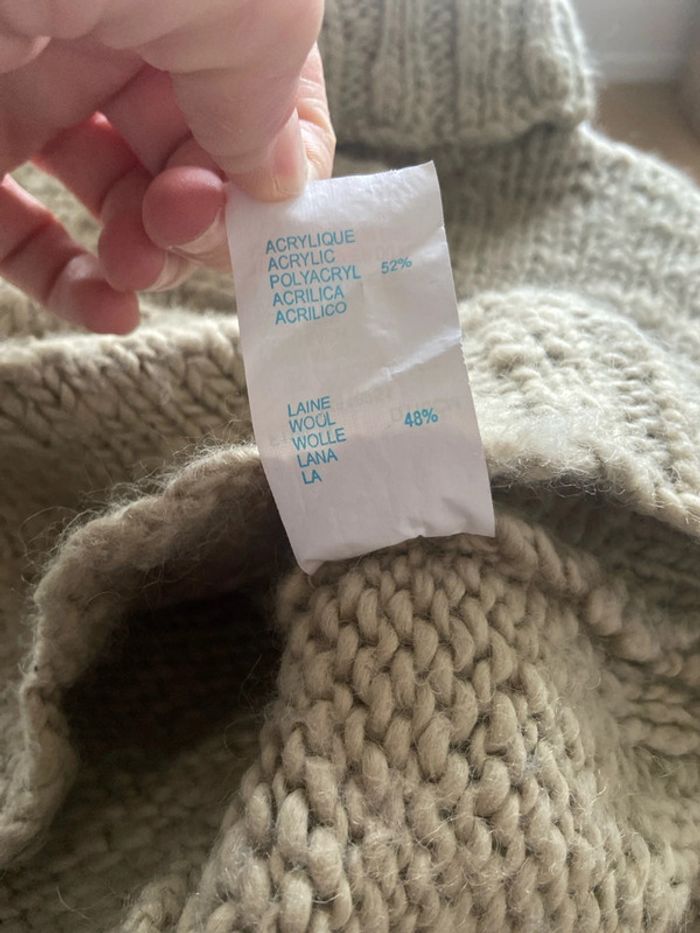 ACRYLIQUE
ACRYLIC
POLYACRYL 52%
ACRILICA
ACRILICO
LAINE
WOOL
WOLLE 48%
LANA
LA